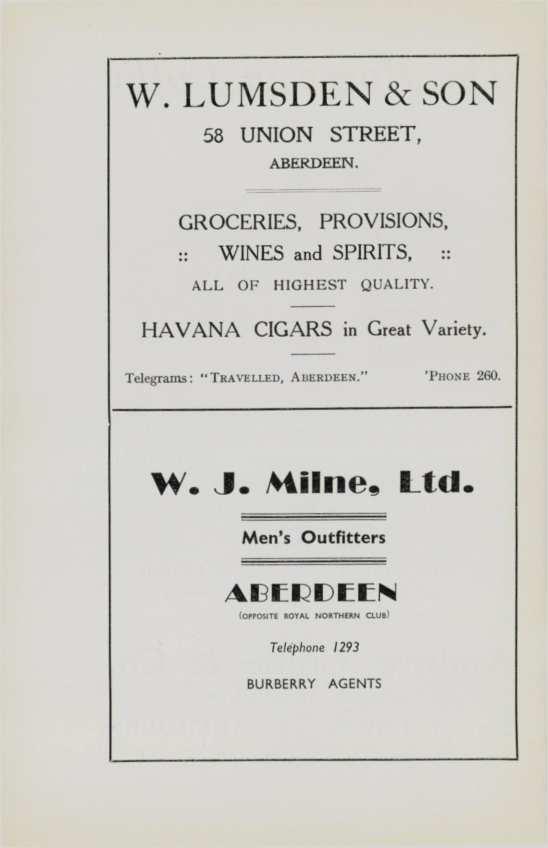 W. LUMSDEN & SON
58 UNION STREET,
ABERDEEN.
GROCERIES, PROVISIONS,
:: WINES and SPIRITS, ::
ALL OF HIGHEST QUALITY.
HAVANA CIGARS in Great Variety.
Telegrams: "TRAVELLED, ABERDEEN." 'PHONE 260.
W. J. Milne, Ltd.
Men's Outfitters
ABERDEEN
(OPPOSITE ROYAL NORTHERN CLUB)
Telephone 1293
BURBERRY AGENTS